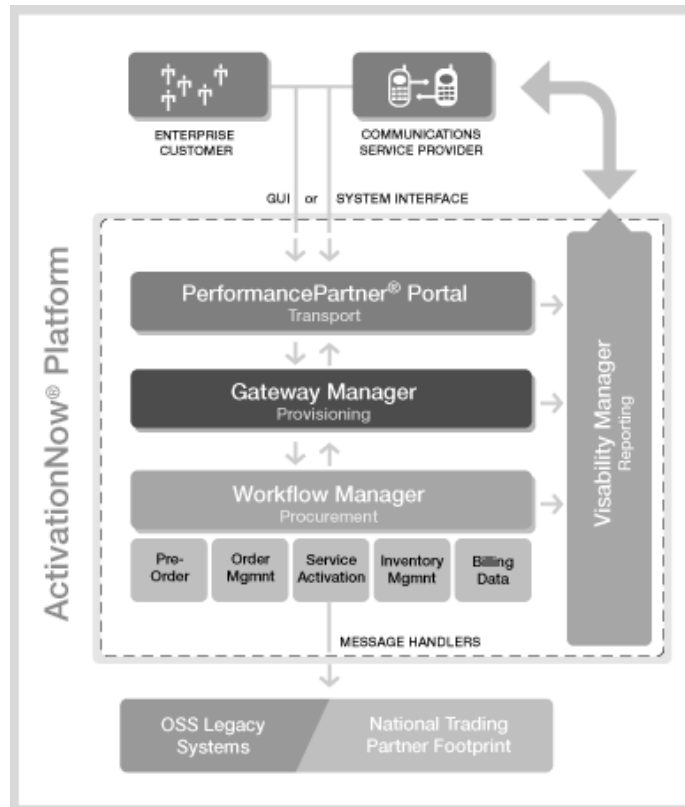 ENTERPRISE
CUSTOMER
COMMUNICATIONS
SERVICE PROVIDER
GUI or SYSTEM INTERFACE
ActivationNow® Platform
PerformancePartner® Portal
Transport
Gateway Manager
Provisioning
Workflow Manager
Procurement
Visability Manager
Reporting
Pre-
Order
Order
Mgmnt
Service
Activation
Inventory
Mgmnt
Billing
Data
MESSAGE HANDLERS
OSS Legacy
Systems
National Trading
Partner Footprint